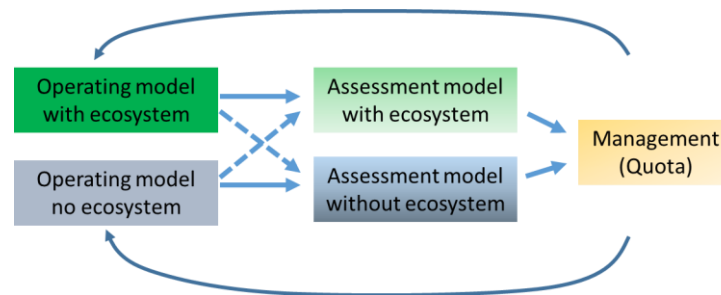 Operating model
with ecosystem
Assessment model
with ecosystem
Management
(Quota)
Operating model
no ecosystem
Assessment model
without ecosystem